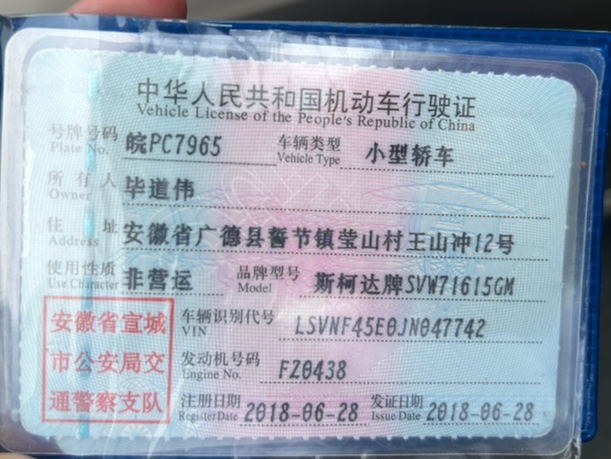 中华人民共和国机动车行驶证
Vehicle License of the People's Republic of China
号牌号码 皖PC7965 车辆类型 小型轿车
Plate No. Vehicle Type
所有人 毕道伟
Owner
住址 安徽省广德县誓节镇莹山村王山冲12号
Address
使用性质 非营运 品牌型号 斯柯达牌SVW71615GM
Use Character Model
安徽省宣城
市公安局交
通警察支队
车辆识别代号 LSVNF45E0JN047742
VIN
发动机号码 FZ0438
Engine No.
注册日期 2018-06-28 发证日期 2018-06-28
Register Date Issue Date